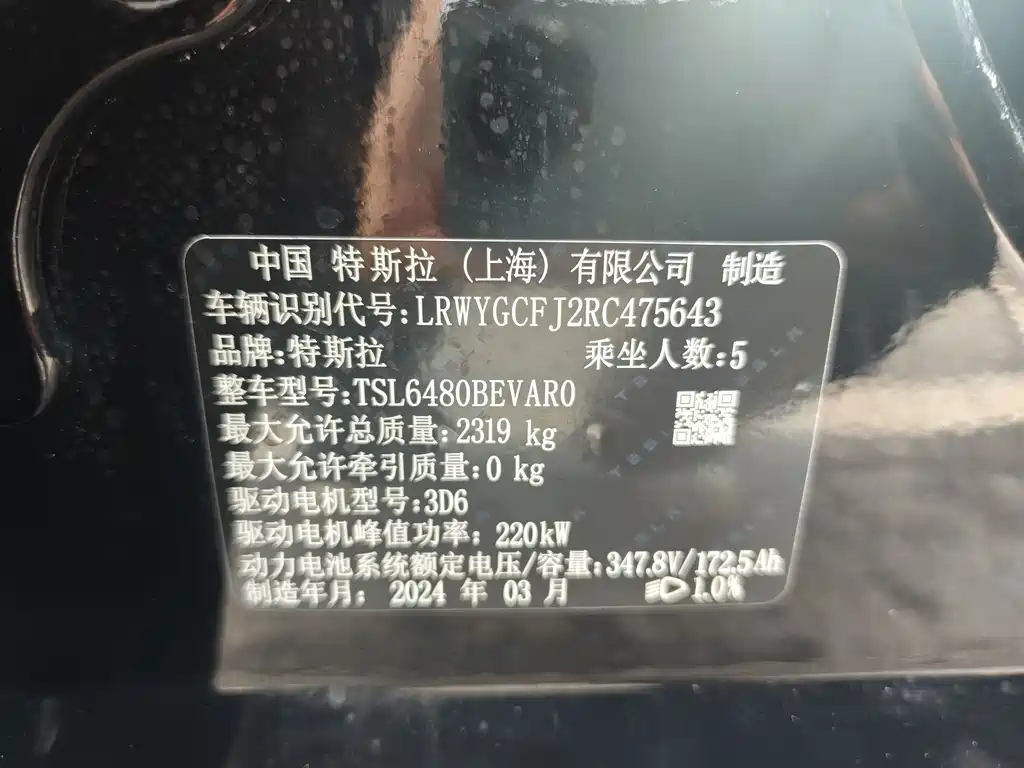 中国 特斯拉 (上海) 有限公司 制造
车辆识别代号:LRWYGCFJ2RC475643
品牌:特斯拉 乘坐人数:5
整车型号:TSL6480BEVAR0
最大允许总质量:2319 kg
最大允许牵引质量:0 kg
驱动电机型号:3D6
驱动电机峰值功率: 220kW
动力电池系统额定电压/容量:347.8V/172.5Ah
制造年月: 2024 年 03 月 1.0%
TESLA